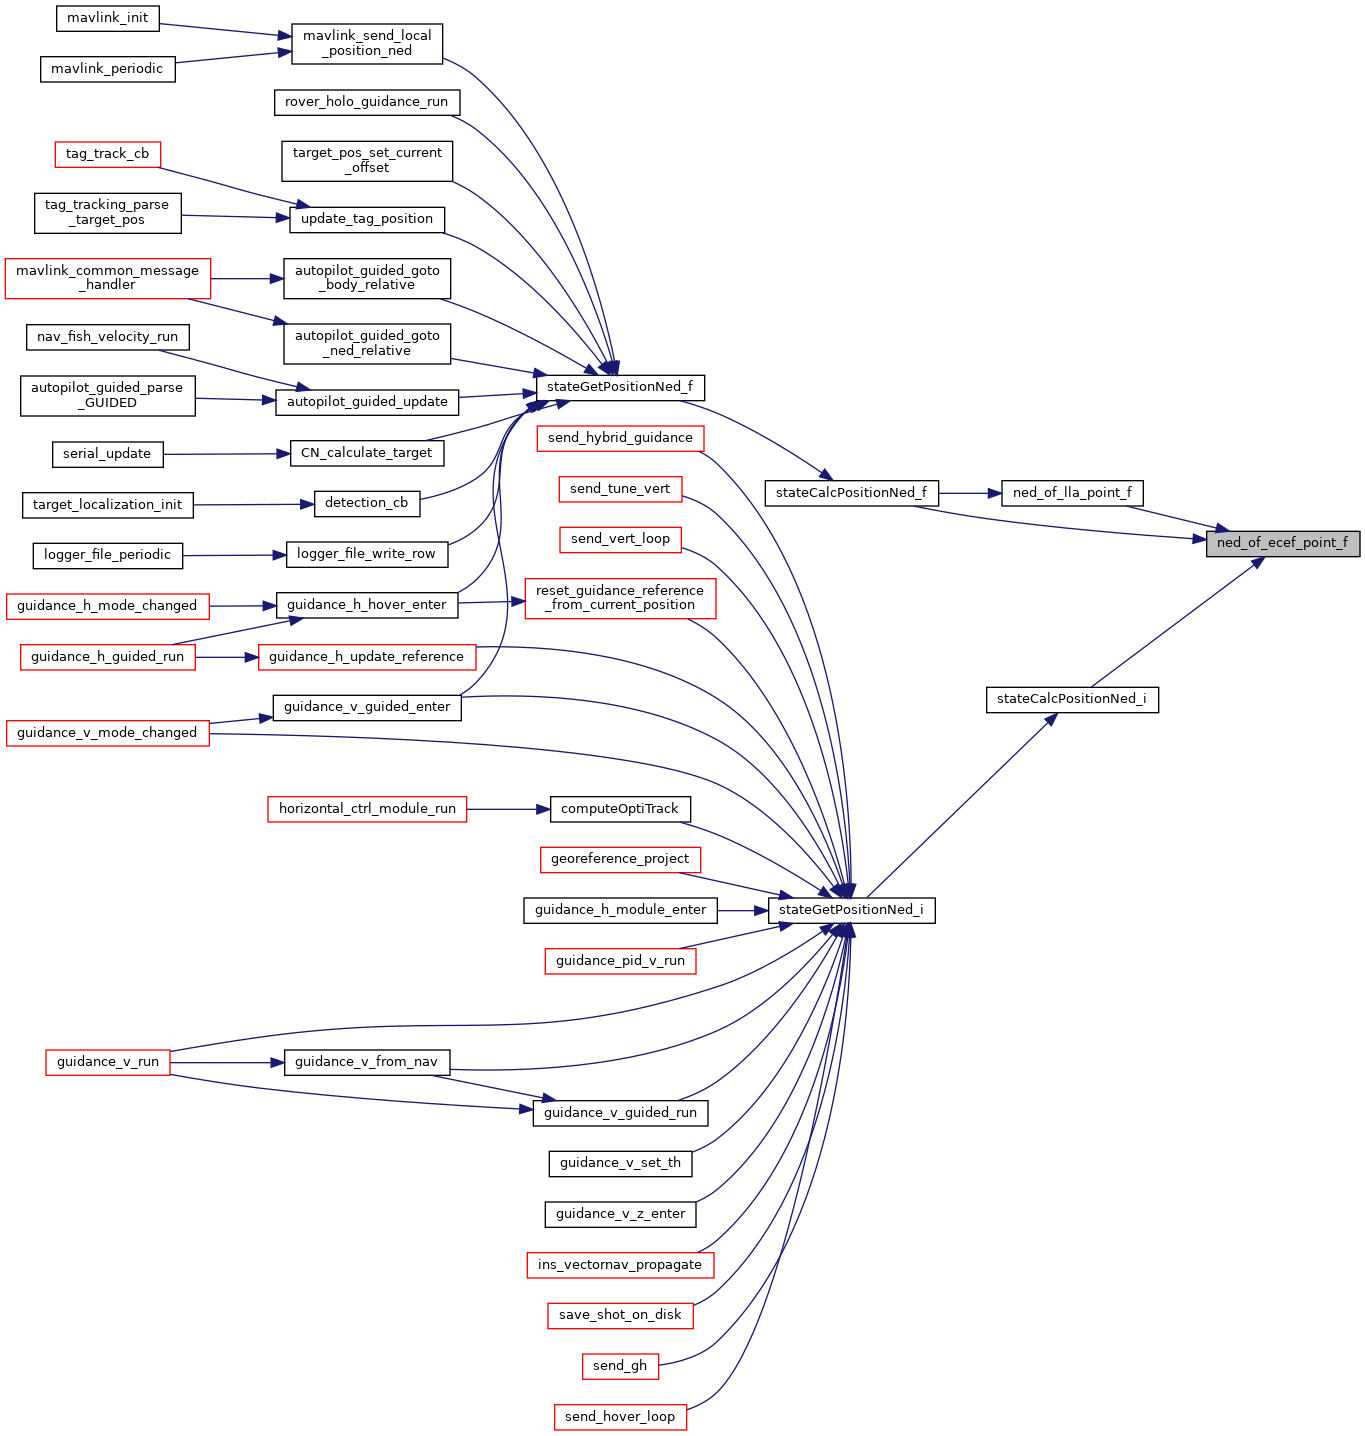 mavlink_init
mavlink_send_local
_position_ned
mavlink_periodic
rover_holo_guidance_run
target_pos_set_current
_offset
tag_track_cb
tag_tracking_parse
_target_pos
update_tag_position
mavlink_common_message
_handler
autopilot_guided_goto
_body_relative
nav_fish_velocity_run
autopilot_guided_goto
_ned_relative
autopilot_guided_parse
_GUIDED
autopilot_guided_update
stateGetPositionNed_f
send_hybrid_guidance
serial_update
CN_calculate_target
send_tune_vert
stateCalcPositionNed_f
ned_of_lla_point_f
target_localization_init
detection_cb
send_vert_loop
ned_of_ecef_point_f
logger_file_periodic
logger_file_write_row
reset_guidance_reference
_from_current_position
guidance_h_mode_changed
guidance_h_hover_enter
guidance_h_guided_run
guidance_h_update_reference
stateCalcPositionNed_i
guidance_v_guided_enter
guidance_v_mode_changed
horizontal_ctrl_module_run
computeOptiTrack
georeference_project
guidance_h_module_enter
stateGetPositionNed_i
guidance_pid_v_run
guidance_v_run
guidance_v_from_nav
guidance_v_guided_run
guidance_v_set_th
guidance_v_z_enter
ins_vectornav_propagate
save_shot_on_disk
send_gh
send_hover_loop